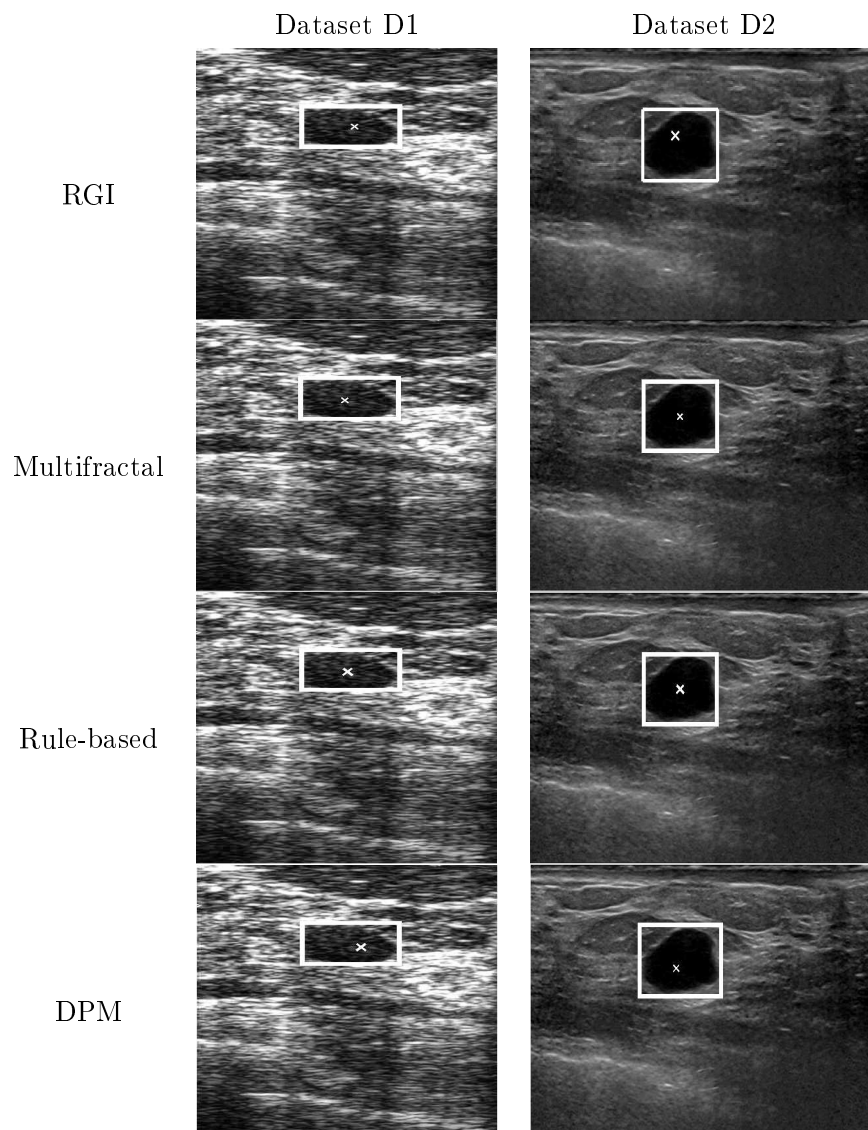 Dataset D1 Dataset D2
RGI
Multifractal
Rule-based
DPM